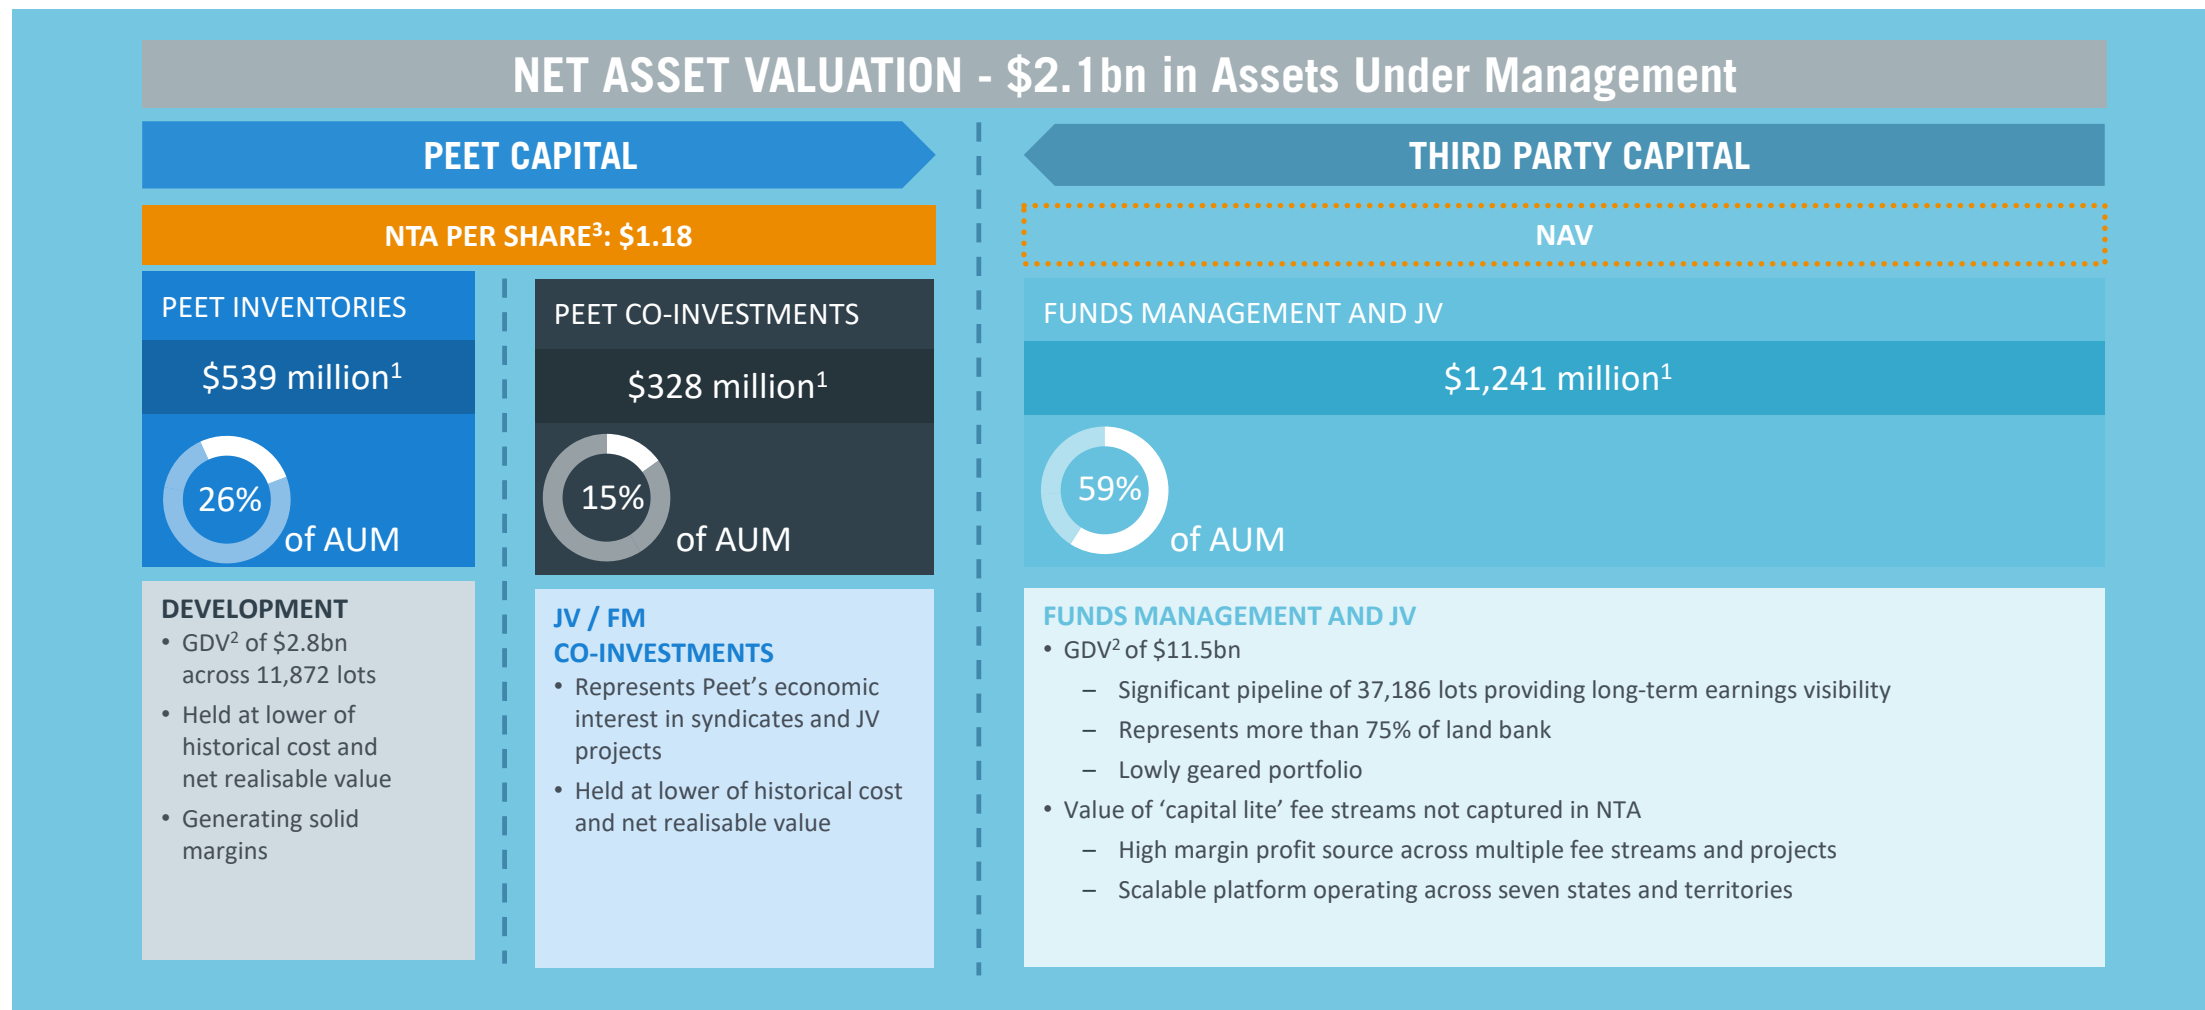 NET ASSET VALUATION - $2.1bn in Assets Under Management
PEET CAPITAL
NTA PER SHARE³: $1.18
PEET INVENTORIES
$539 million¹
26%
of AUM
DEVELOPMENT
• GDV² of $2.8bn
across 11,872 lots
• Held at lower of
historical cost and
net realisable value
• Generating solid
margins
PEET CO-INVESTMENTS
$328 million¹
15%
of AUM
JV / FM
CO-INVESTMENTS
• Represents Peet’s economic
interest in syndicates and JV
projects
• Held at lower of historical cost
and net realisable value
THIRD PARTY CAPITAL
NAV
FUNDS MANAGEMENT AND JV
$1,241 million¹
59%
of AUM
FUNDS MANAGEMENT AND JV
• GDV² of $11.5bn
– Significant pipeline of 37,186 lots providing long-term earnings visibility
– Represents more than 75% of land bank
– Lowly geared portfolio
• Value of ‘capital lite’ fee streams not captured in NTA
– High margin profit source across multiple fee streams and projects
– Scalable platform operating across seven states and territories